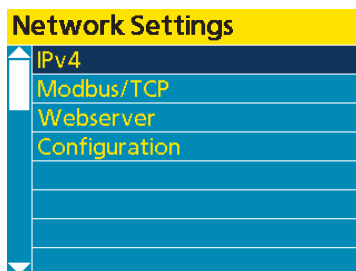 Network Settings
IPv4
Modbus/TCP
Webserver
Configuration